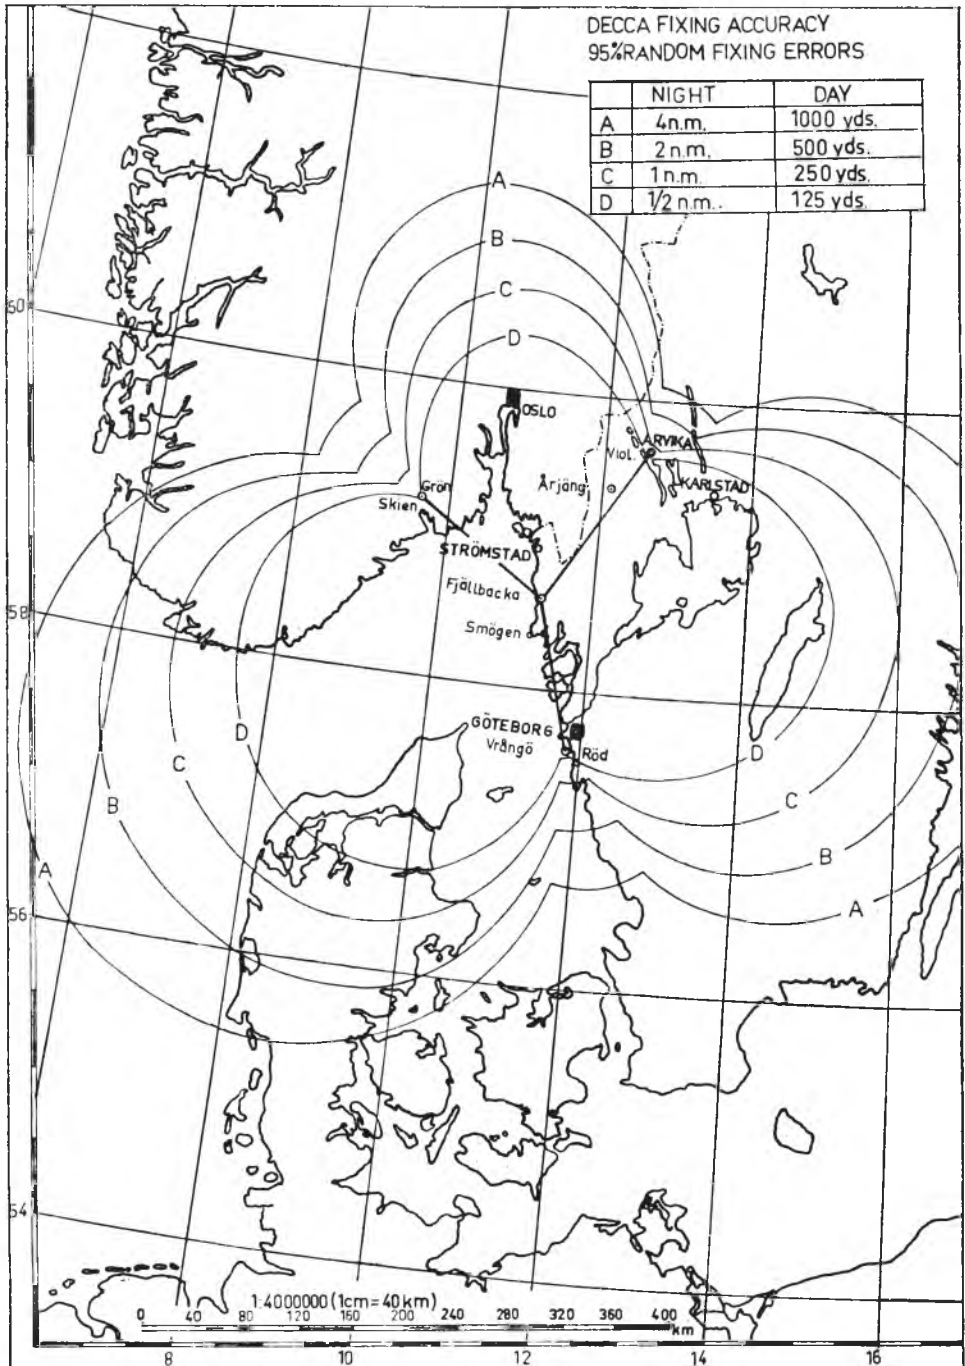 DECCA FIXING ACCURACY
95% RANDOM FIXING ERRORS
NIGHT DAY
A 4 n.m. 1000 yds.
B 2 n.m. 500 yds.
C 1 n.m. 250 yds.
D 1/2 n.m.. 125 yds.
A
B
C
D
60
OSLO
ARVIKA
Viol.
Årjäng
KARLSTAD
Grön
Skien
STRÖMSTAD
Fjällbacka
58
Smögen
GÖTEBORG
Vrångö
Röd
D
D
C
C
B
B
A
A
56
54
1:4000000 (1cm = 40 km)
0 40 80 120 160 200 240 280 320 360 400
km
8 10 12 14 16